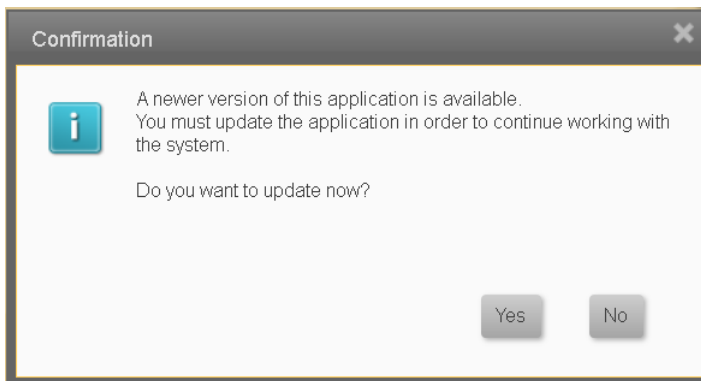 Confirmation
A newer version of this application is available.
You must update the application in order to continue working with
the system.
Do you want to update now?
Yes
No